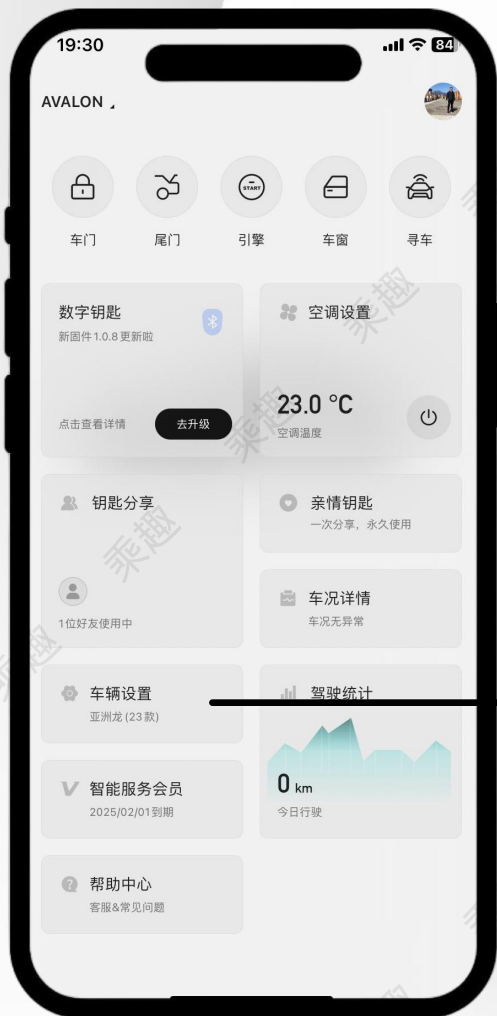 19:30
84
AVALON
START
车门
尾门
引擎
车窗
寻车
数字钥匙
新固件1.0.8更新啦
点击查看详情
去升级
空调设置
23.0 °C
空调温度
钥匙分享
1位好友使用中
亲情钥匙
一次分享，永久使用
车况详情
车况无异常
车辆设置
亚洲龙(23款)
驾驶统计
0 km
今日行驶
智能服务会员
2025/02/01到期
帮助中心
客服&常见问题
乘趣
乘趣
乘趣